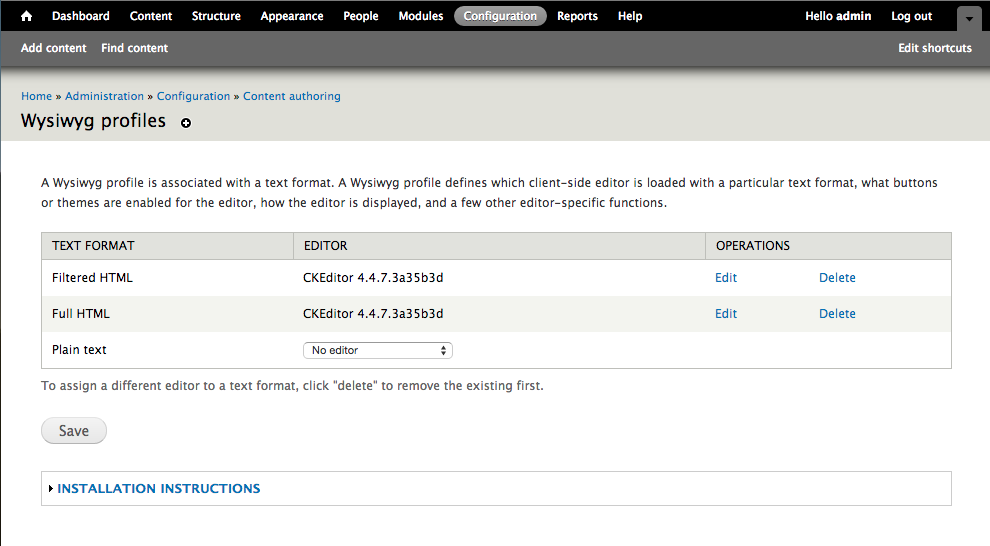 Dashboard Content Structure Appearance People Modules Configuration Reports Help Hello admin Log out
Add content Find content Edit shortcuts
Home » Administration » Configuration » Content authoring
Wysiwyg profiles
A Wysiwyg profile is associated with a text format. A Wysiwyg profile defines which client-side editor is loaded with a particular text format, what buttons
or themes are enabled for the editor, how the editor is displayed, and a few other editor-specific functions.
TEXT FORMAT EDITOR OPERATIONS
Filtered HTML CKEditor 4.4.7.3a35b3d Edit Delete
Full HTML CKEditor 4.4.7.3a35b3d Edit Delete
Plain text No editor
To assign a different editor to a text format, click "delete" to remove the existing first.
Save
INSTALLATION INSTRUCTIONS